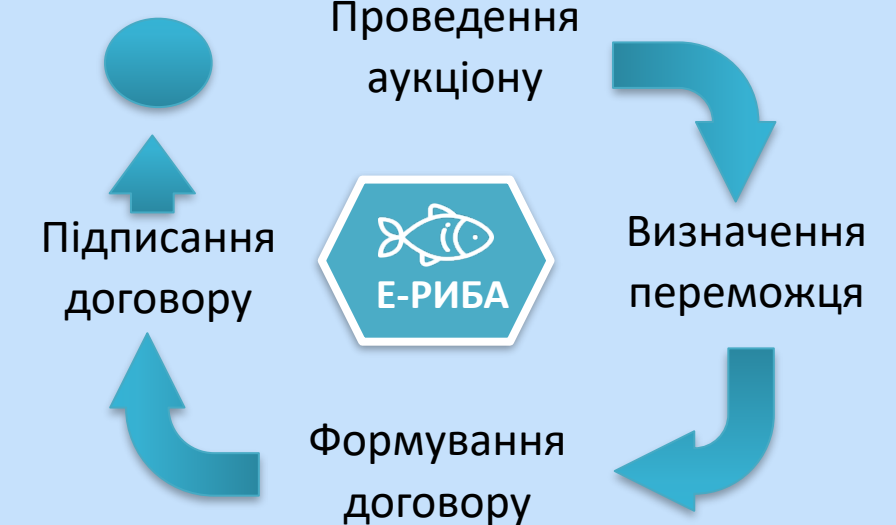 Проведення
аукціону
Визначення
переможця
Формування
договору
Підписання
договору
Е-РИБА